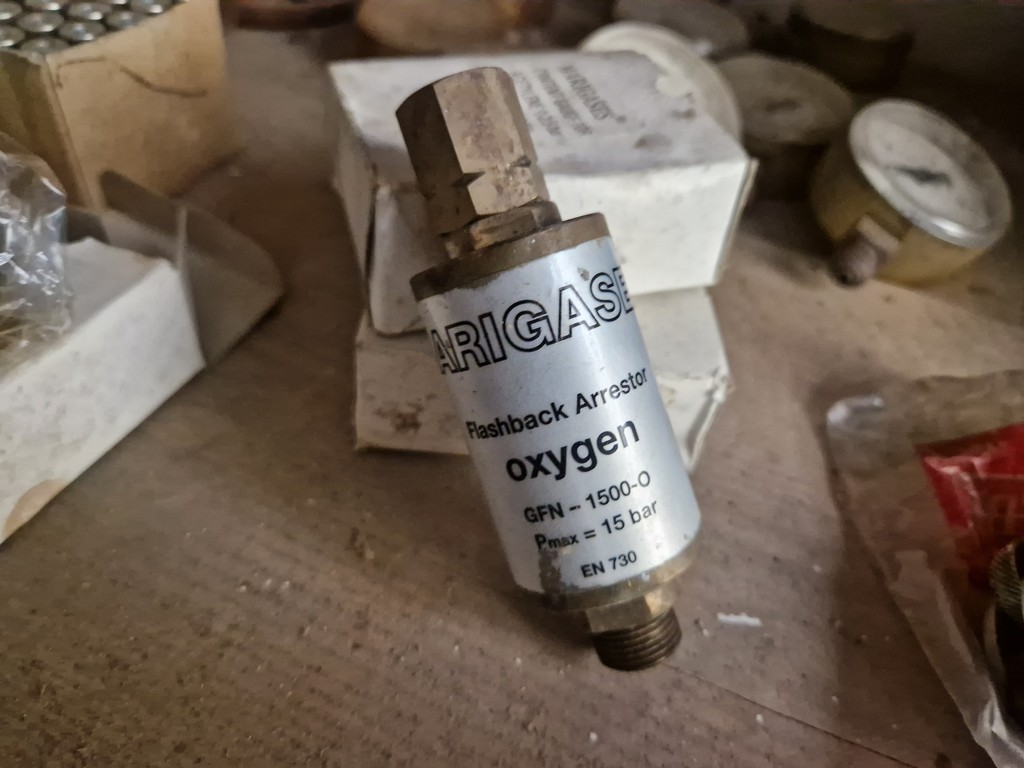 ARIGASE
Flashback Arrestor
oxygen
GFN - 1500-O
Pmax = 15 bar
EN 730